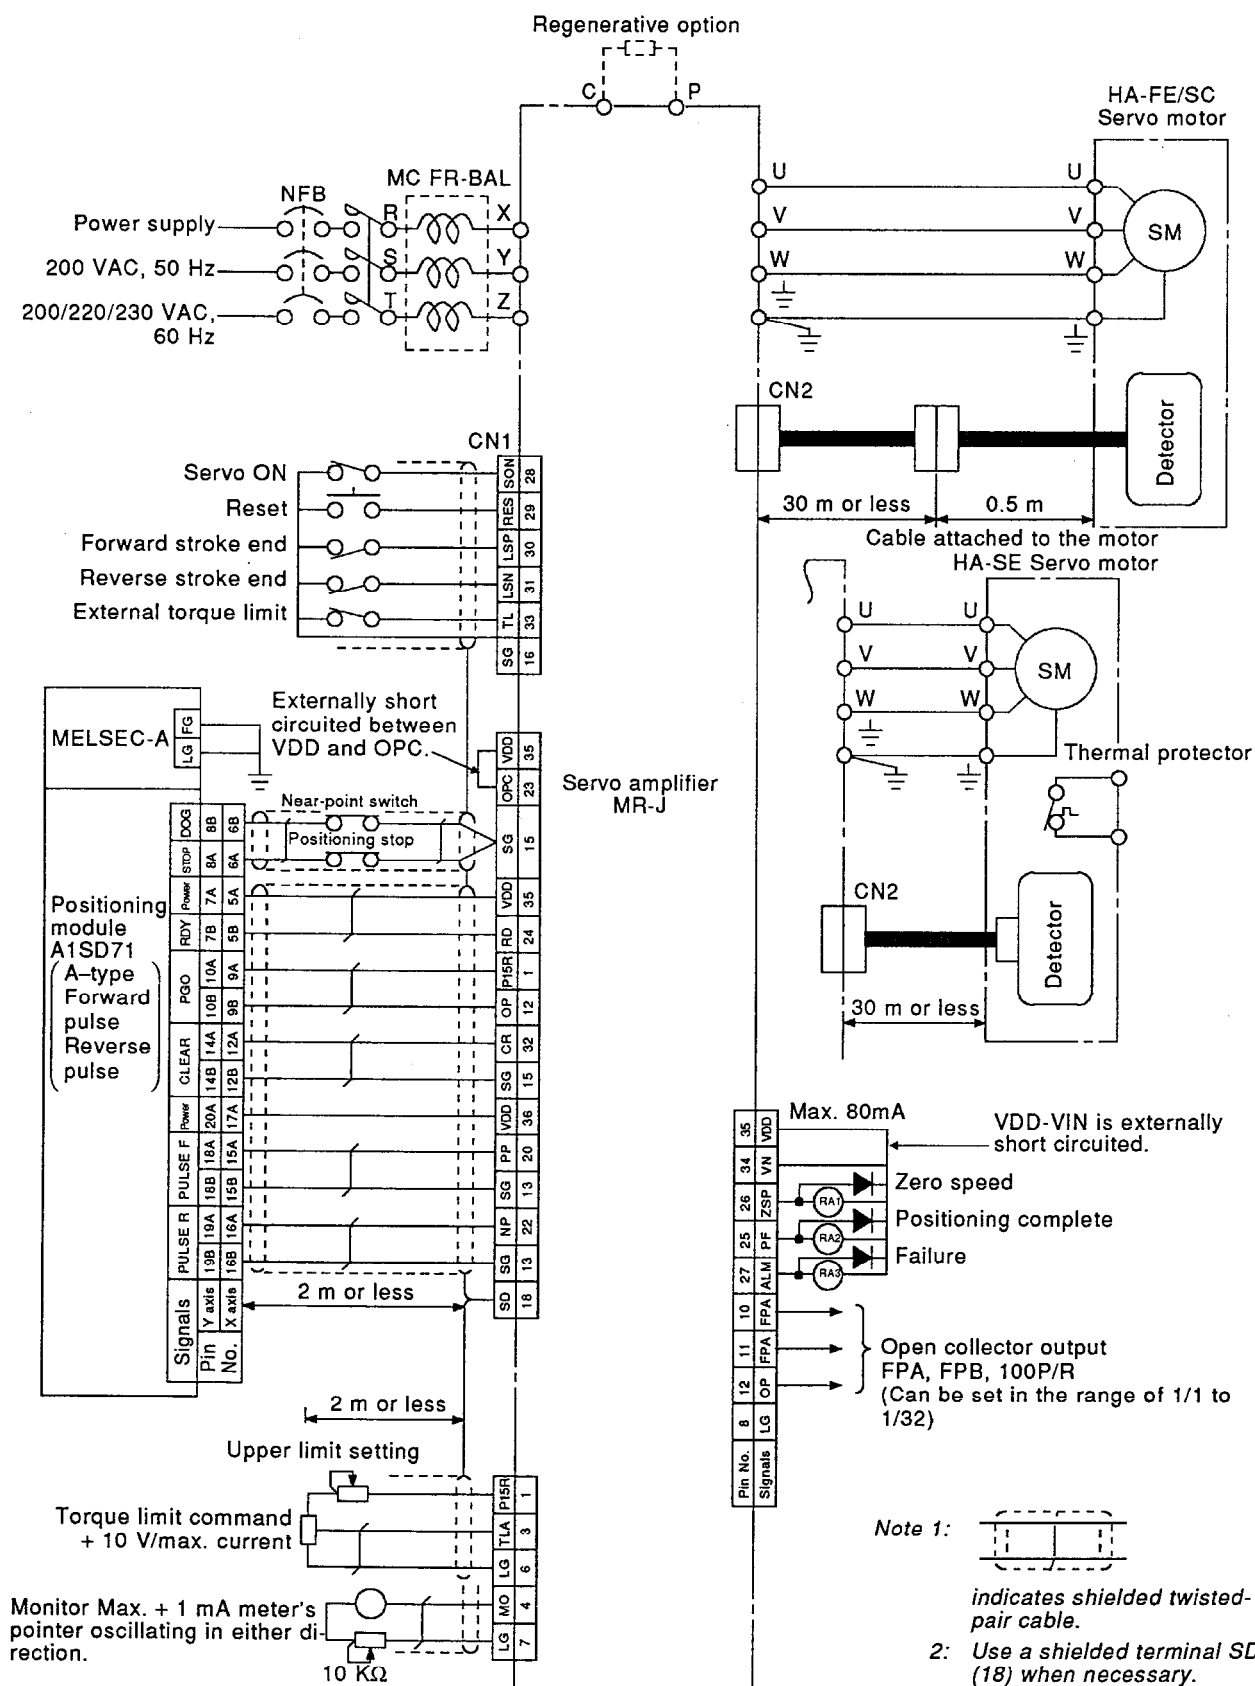 Regenerative option
C
P
HA-FE/SC
Servo motor
MC FR-BAL
NFB
Power supply
R
X
200 VAC, 50 Hz
S
Y
200/220/230 VAC,
60 Hz
T
Z
U
U
V
V
SM
W
W
CN2
Detector
30 m or less
0.5 m
Cable attached to the motor
CN1
Servo ON
SON 28
Reset
RES 29
Forward stroke end
LSP 30
Reverse stroke end
LSN 31
External torque limit
TL 33
SG 16
HA-SE Servo motor
U
U
V
V
SM
W
W
Thermal protector
CN2
Detector
30 m or less
MELSEC-A
FG
LG
Externally short
circuited between
VDD and OPC.
VDD 35
OPC 23
Servo amplifier
MR-J
Near-point switch
Positioning stop
SG 15
Positioning
module
A1SD71
A–type
Forward
pulse
Reverse
pulse
DOG 8B 6B
STOP 8A 6A
Power 7A 5A VDD 35
RDY 7B 5B RD 24
PGO 10A 9A P15R 1
10B 9B OP 12
CLEAR 14A 12A CR 32
14B 12B SG 15
Power 20A 17A VDD 36
PULSE F 18A 15A PP 20
18B 15B SG 13
PULSE R 19A 16A NP 22
19B 16B SG 13
SD 18
Signals
Pin Y axis
No. X axis
2 m or less
2 m or less
Upper limit setting
Torque limit command
+ 10 V/max. current
P15R 1
TLA 3
LG 6
Monitor Max. + 1 mA meter's
pointer oscillating in either di-
rection.
MO 4
LG 7
10 KΩ
Max. 80mA
VDD-VIN is externally
short circuited.
35 VDD
34 VN
26 ZSP RA1 Zero speed
25 PF RA2 Positioning complete
27 ALM RA3 Failure
10 FPA
11 FPA
12 OP
8 LG
Pin No. Signals
Open collector output
FPA, FPB, 100P/R
(Can be set in the range of 1/1 to
1/32)
Note 1:
indicates shielded twisted-
pair cable.
2: Use a shielded terminal SD
(18) when necessary.